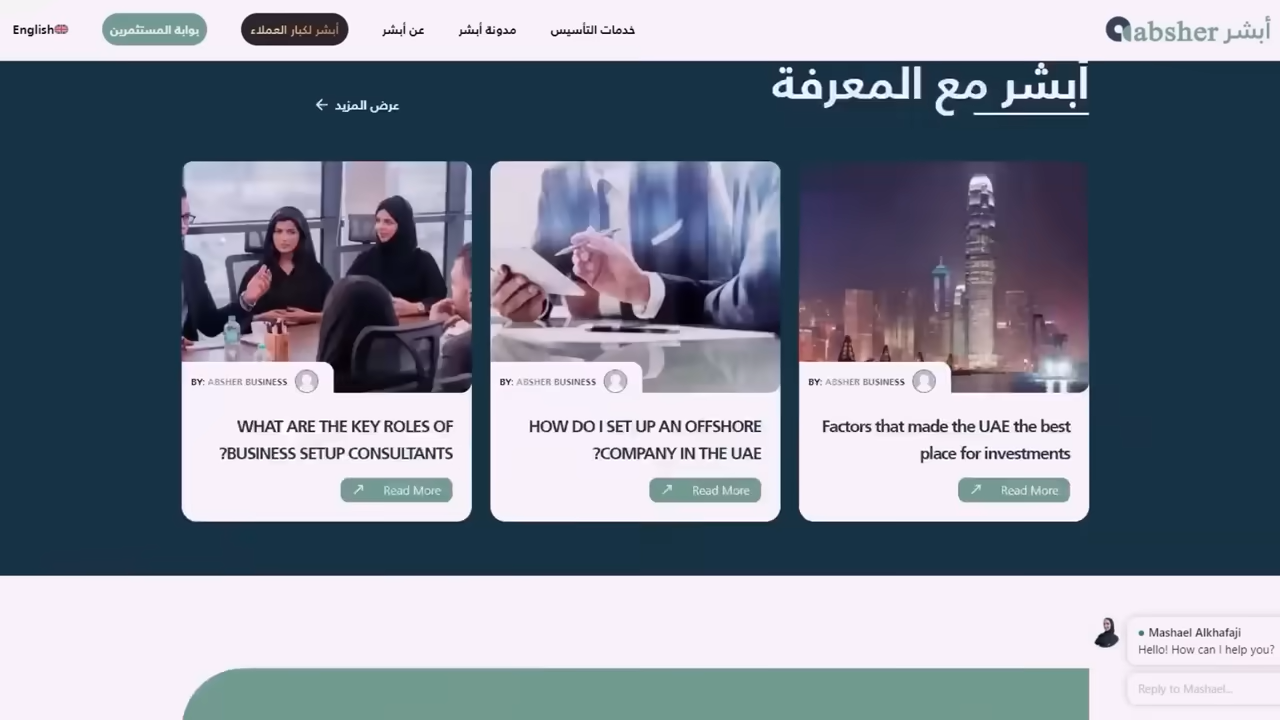 absher أبشر
خدمات التأسيس
مدونة أبشر
عن أبشر
أبشر لكبار العملاء
بوابة المستثمرين
English
أبشر مع المعرفة
عرض المزيد ←
BY: ABSHER BUSINESS
Factors that made the UAE the best
place for investments
Read More
BY: ABSHER BUSINESS
HOW DO I SET UP AN OFFSHORE
?COMPANY IN THE UAE
Read More
BY: ABSHER BUSINESS
WHAT ARE THE KEY ROLES OF
?BUSINESS SETUP CONSULTANTS
Read More
Mashael Alkhafaji
Hello! How can I help you?
Reply to Mashael...